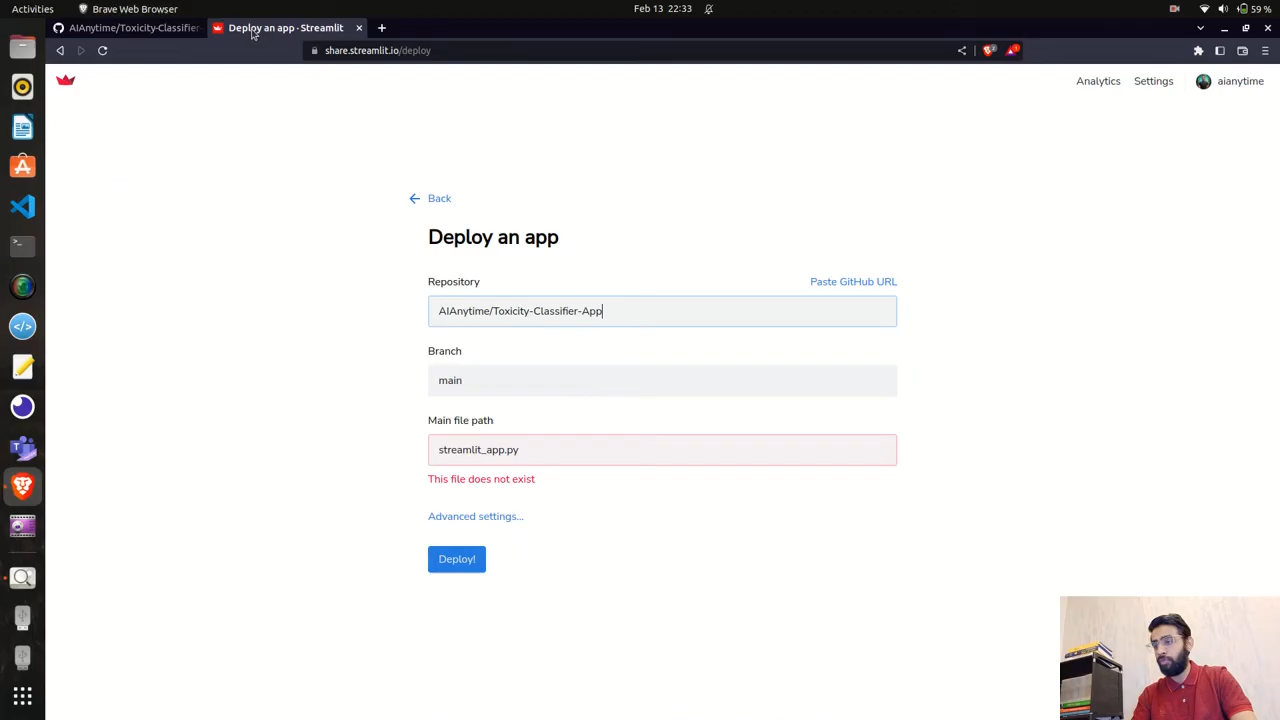 Activities
Brave Web Browser
Feb 13 22:33
59 %
AIAnytime/Toxicity-Classifier-
Deploy an app · Streamlit
share.streamlit.io/deploy
Analytics
Settings
aianytime
Back
Deploy an app
Repository
Paste GitHub URL
AIAnytime/Toxicity-Classifier-App
Branch
main
Main file path
streamlit_app.py
This file does not exist
Advanced settings...
Deploy!